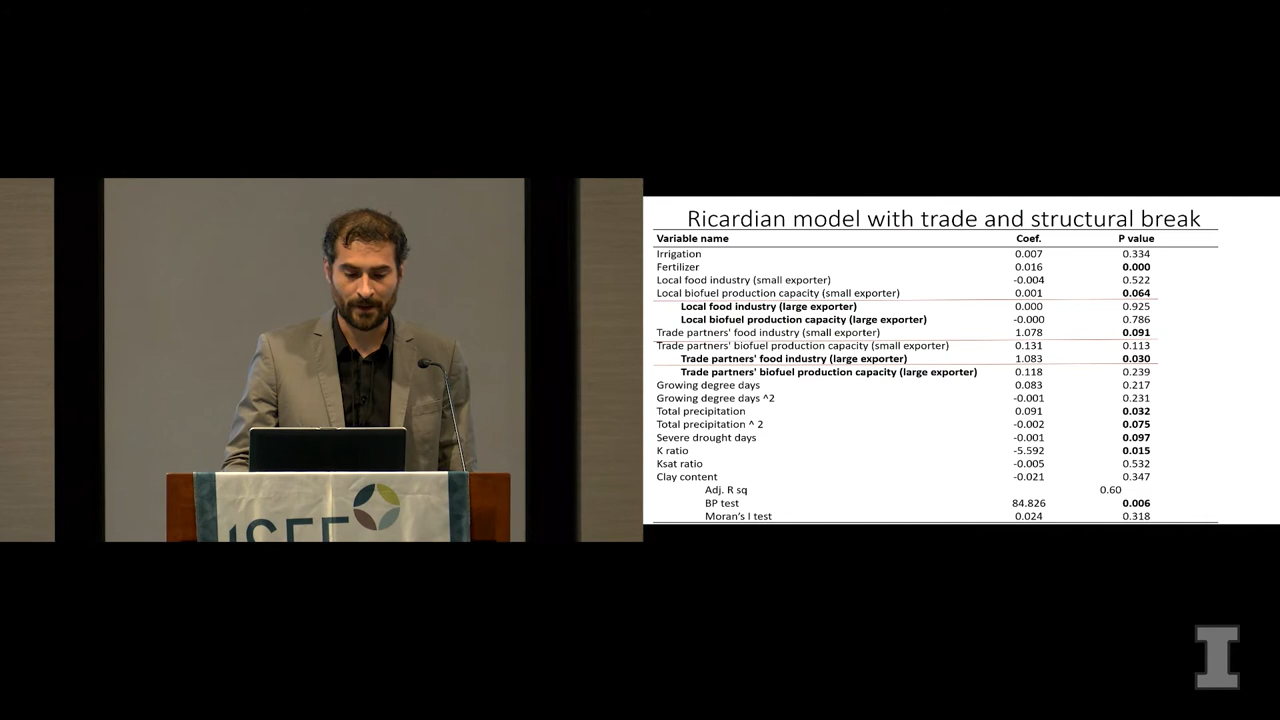 ISEE
Ricardian model with trade and structural break
Variable name Coef. P value
Irrigation 0.007 0.334
Fertilizer 0.016 0.000
Local food industry (small exporter) -0.004 0.522
Local biofuel production capacity (small exporter) 0.001 0.064
Local food industry (large exporter) 0.000 0.925
Local biofuel production capacity (large exporter) -0.000 0.786
Trade partners' food industry (small exporter) 1.078 0.091
Trade partners' biofuel production capacity (small exporter) 0.131 0.113
Trade partners' food industry (large exporter) 1.083 0.030
Trade partners' biofuel production capacity (large exporter) 0.118 0.239
Growing degree days 0.083 0.217
Growing degree days ^2 -0.001 0.231
Total precipitation 0.091 0.032
Total precipitation ^ 2 -0.002 0.075
Severe drought days -0.001 0.097
K ratio -5.592 0.015
Ksat ratio -0.005 0.532
Clay content -0.021 0.347
Adj. R sq 0.60
BP test 84.826 0.006
Moran's I test 0.024 0.318
I